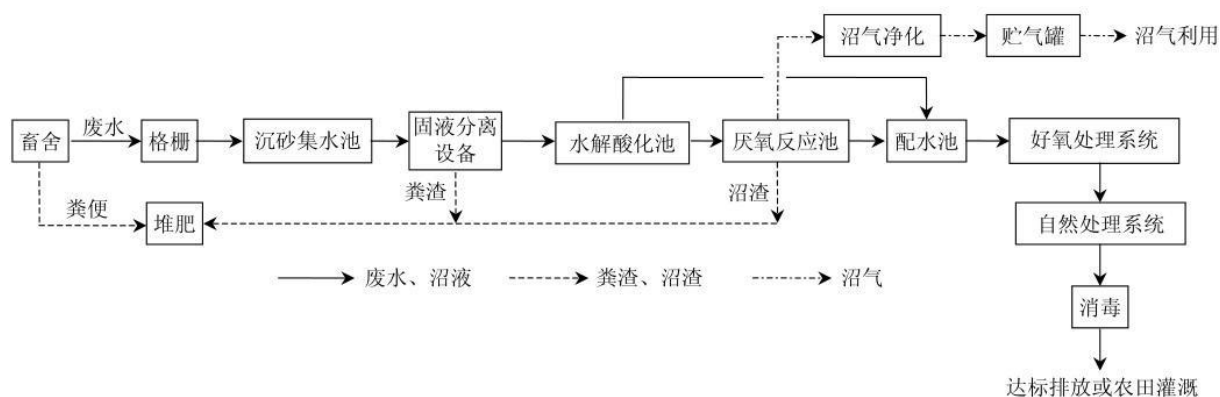 沼气净化
贮气罐
沼气利用
畜舍
废水
格栅
沉砂集水池
固液分离
设备
水解酸化池
厌氧反应池
配水池
好氧处理系统
粪便
堆肥
粪渣
沼渣
自然处理系统
废水、沼液
粪渣、沼渣
沼气
消毒
达标排放或农田灌溉